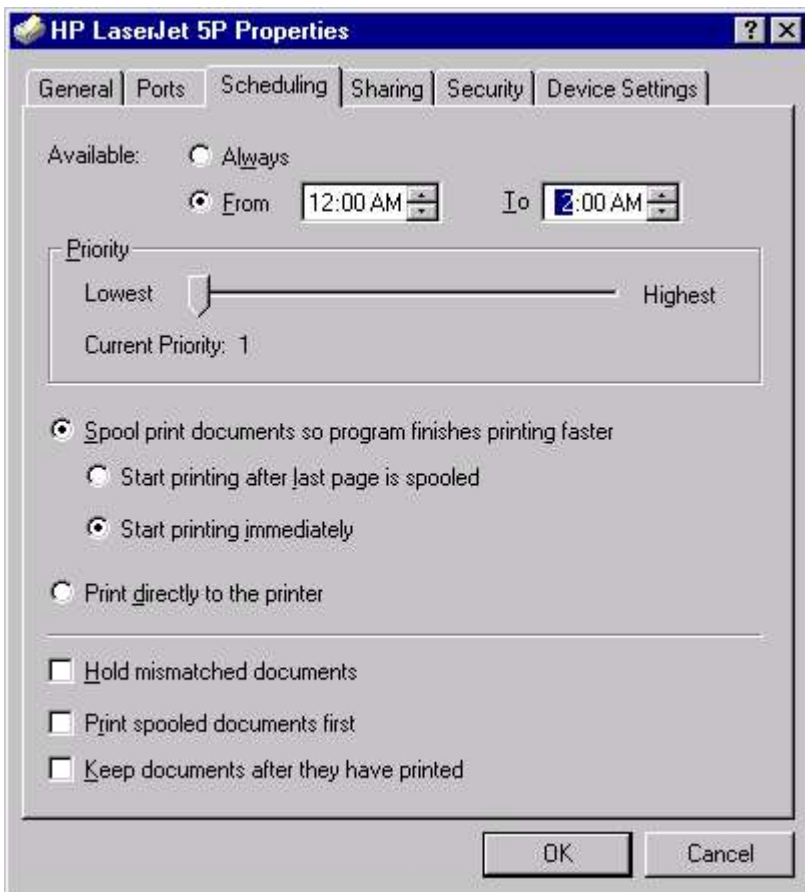 HP LaserJet 5P Properties
General Ports Scheduling Sharing Security Device Settings
Available: Always
From 12:00 AM To 2:00 AM
Priority
Lowest Highest
Current Priority: 1
Spool print documents so program finishes printing faster
Start printing after last page is spooled
Start printing immediately
Print directly to the printer
Hold mismatched documents
Print spooled documents first
Keep documents after they have printed
OK Cancel